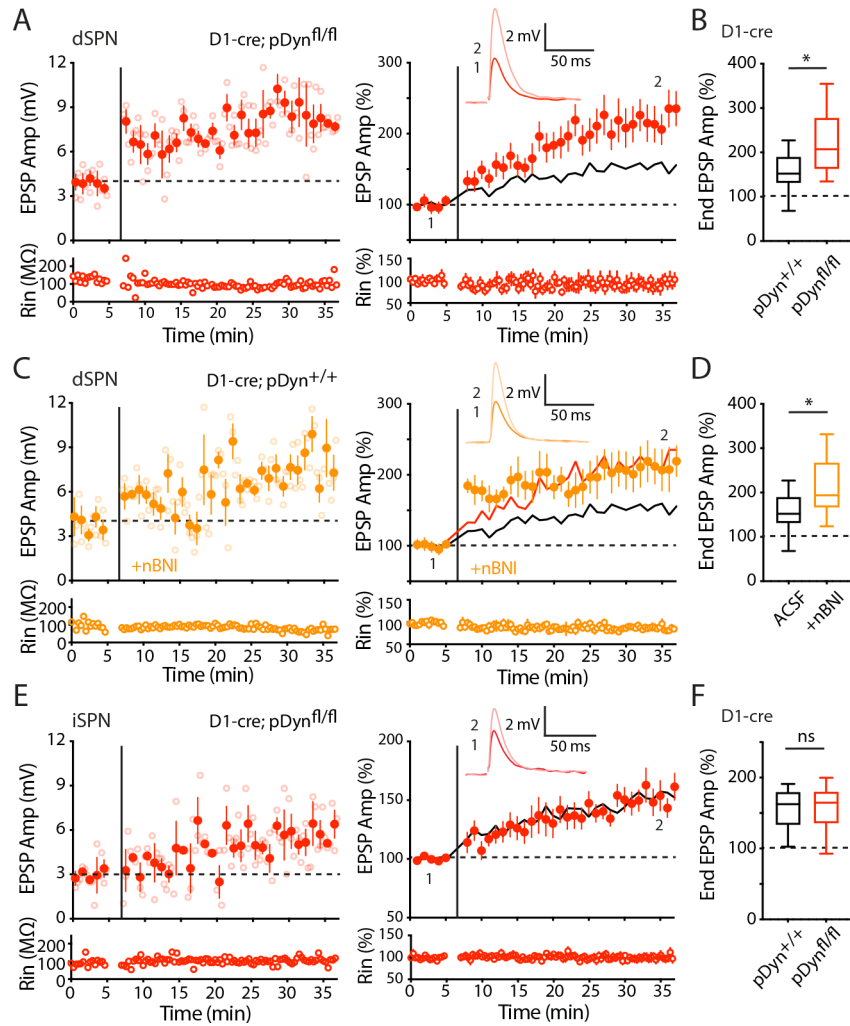 A
dSPN
D1-cre; pDynfl/fl
EPSP Amp (mV)
12
9
6
3
0
Rin (MΩ)
200
100
0
0 5 10 15 20 25 30 35
Time (min)
EPSP Amp (%)
300
200
150
100
50
2
1
2 mV
50 ms
2
1
Rin (%)
150
100
50
0 5 10 15 20 25 30 35
Time (min)
B
D1-cre
*
End EPSP Amp (%)
400
300
200
100
0
pDyn+/+
pDynfl/fl
C
dSPN
D1-cre; pDyn+/+
EPSP Amp (mV)
12
9
6
3
0
+nBNI
Rin (MΩ)
200
100
0
0 5 10 15 20 25 30 35
Time (min)
EPSP Amp (%)
300
200
150
100
50
2
1
2 mV
50 ms
2
1
+nBNI
Rin (%)
150
100
50
0 5 10 15 20 25 30 35
Time (min)
D
*
End EPSP Amp (%)
400
300
200
100
0
ACSF
+nBNI
E
iSPN
D1-cre; pDynfl/fl
EPSP Amp (mV)
12
9
6
3
0
Rin (MΩ)
200
100
0
0 5 10 15 20 25 30 35
Time (min)
EPSP Amp (%)
200
150
100
50
2
1
2 mV
50 ms
2
1
Rin (%)
150
100
50
0 5 10 15 20 25 30 35
Time (min)
F
D1-cre
ns
End EPSP Amp (%)
200
150
100
50
0
pDyn+/+
pDynfl/fl